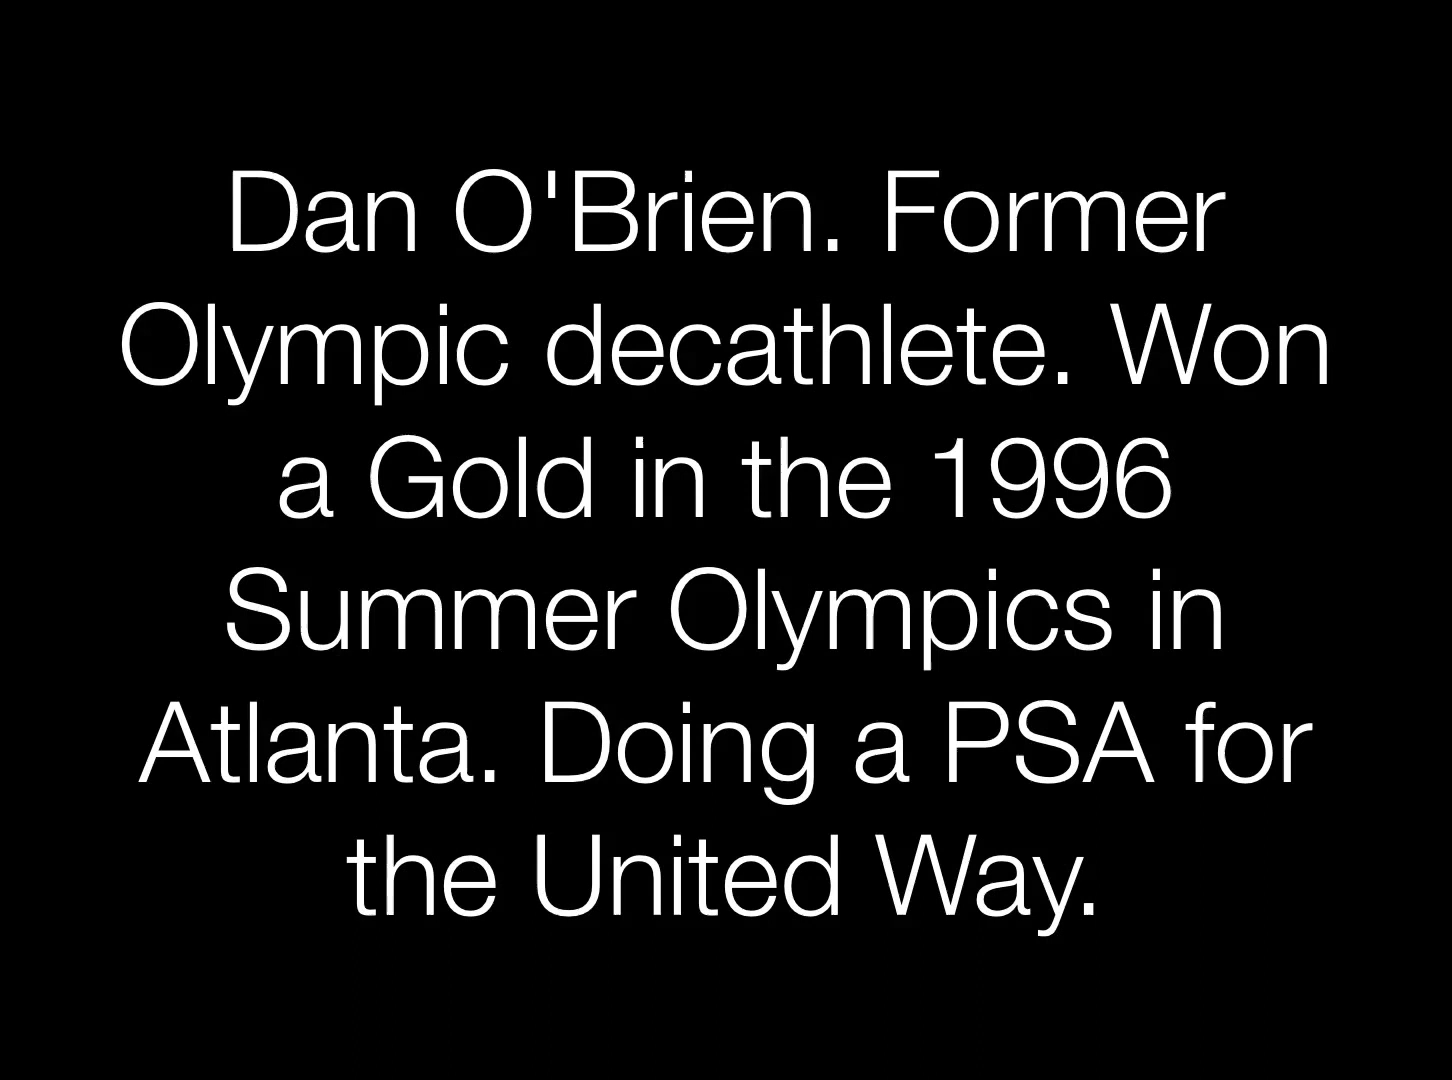 Dan O'Brien. Former
Olympic decathlete. Won
a Gold in the 1996
Summer Olympics in
Atlanta. Doing a PSA for
the United Way.